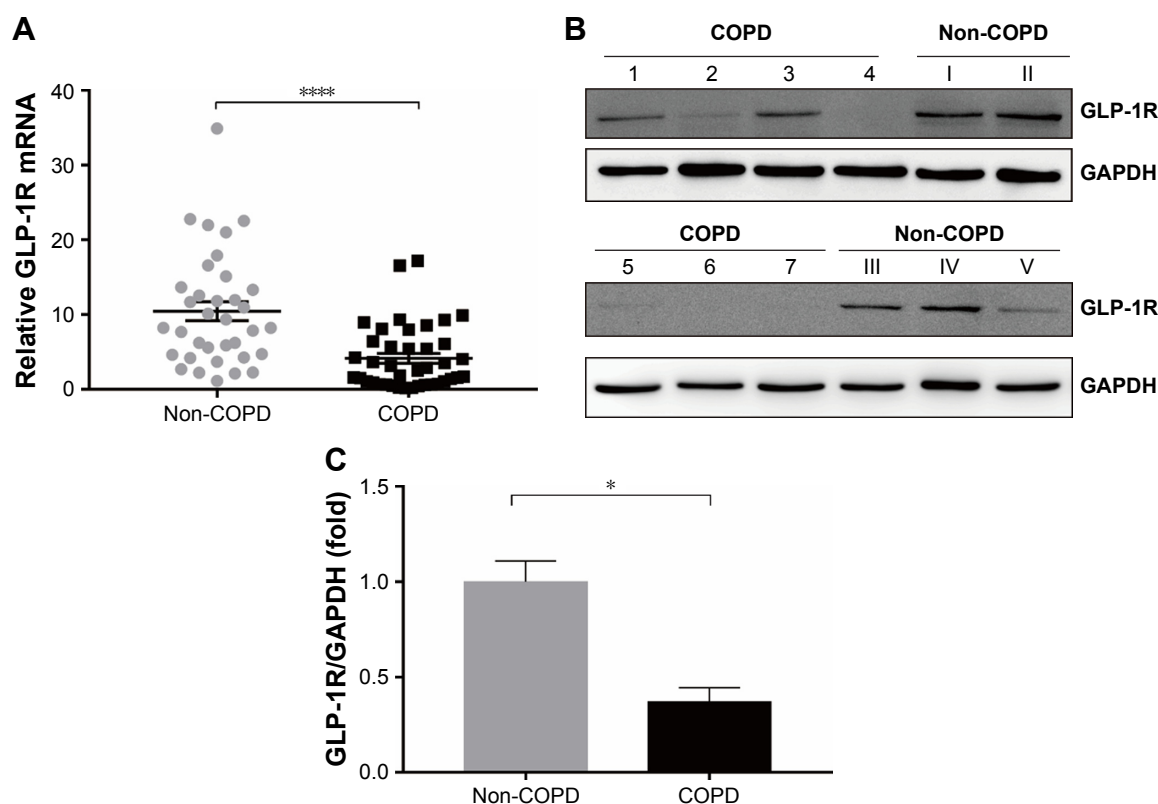 A
Relative GLP-1R mRNA
40
30
20
10
0
****
Non-COPD COPD
B
COPD Non-COPD
1 2 3 4 I II
GLP-1R
GAPDH
COPD Non-COPD
5 6 7 III IV V
GLP-1R
GAPDH
C
GLP-1R/GAPDH (fold)
1.5
1.0
0.5
0.0
*
Non-COPD COPD